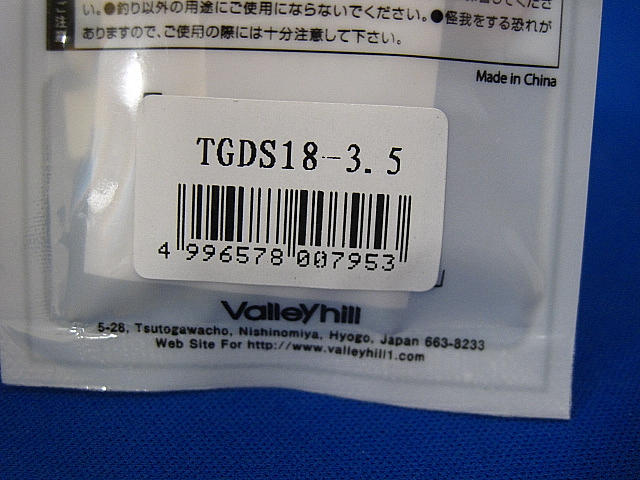 ご注
い。●釣り以外の用途にご使用にならないでください。●怪我をする恐れが
ありますので、ご使用の際には十分注意して下さい。
Made in China
TGDS18-3.5
4 996578 007953
Valleyhill
5-28, Tsutogawacho, Nishinomiya, Hyogo, Japan 663-8233
Web Site For http://www.valleyhill1.com